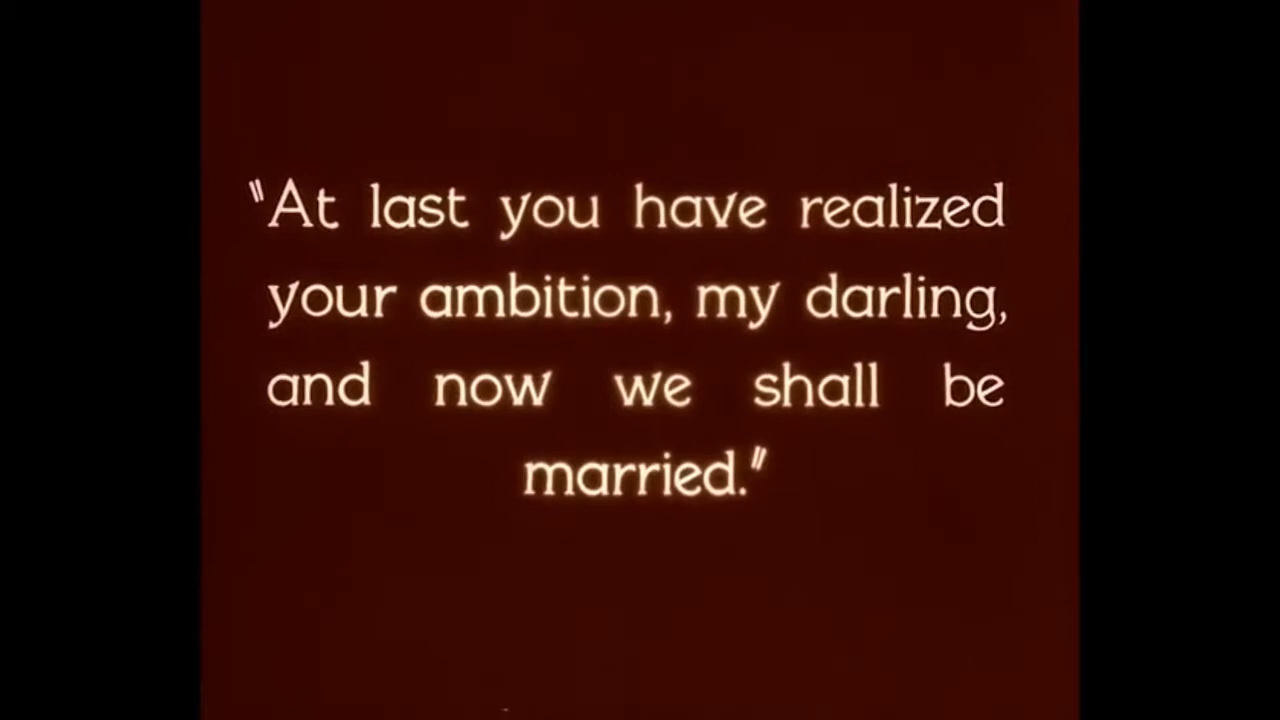 "At last you have realized
your ambition, my darling,
and now we shall be
married."